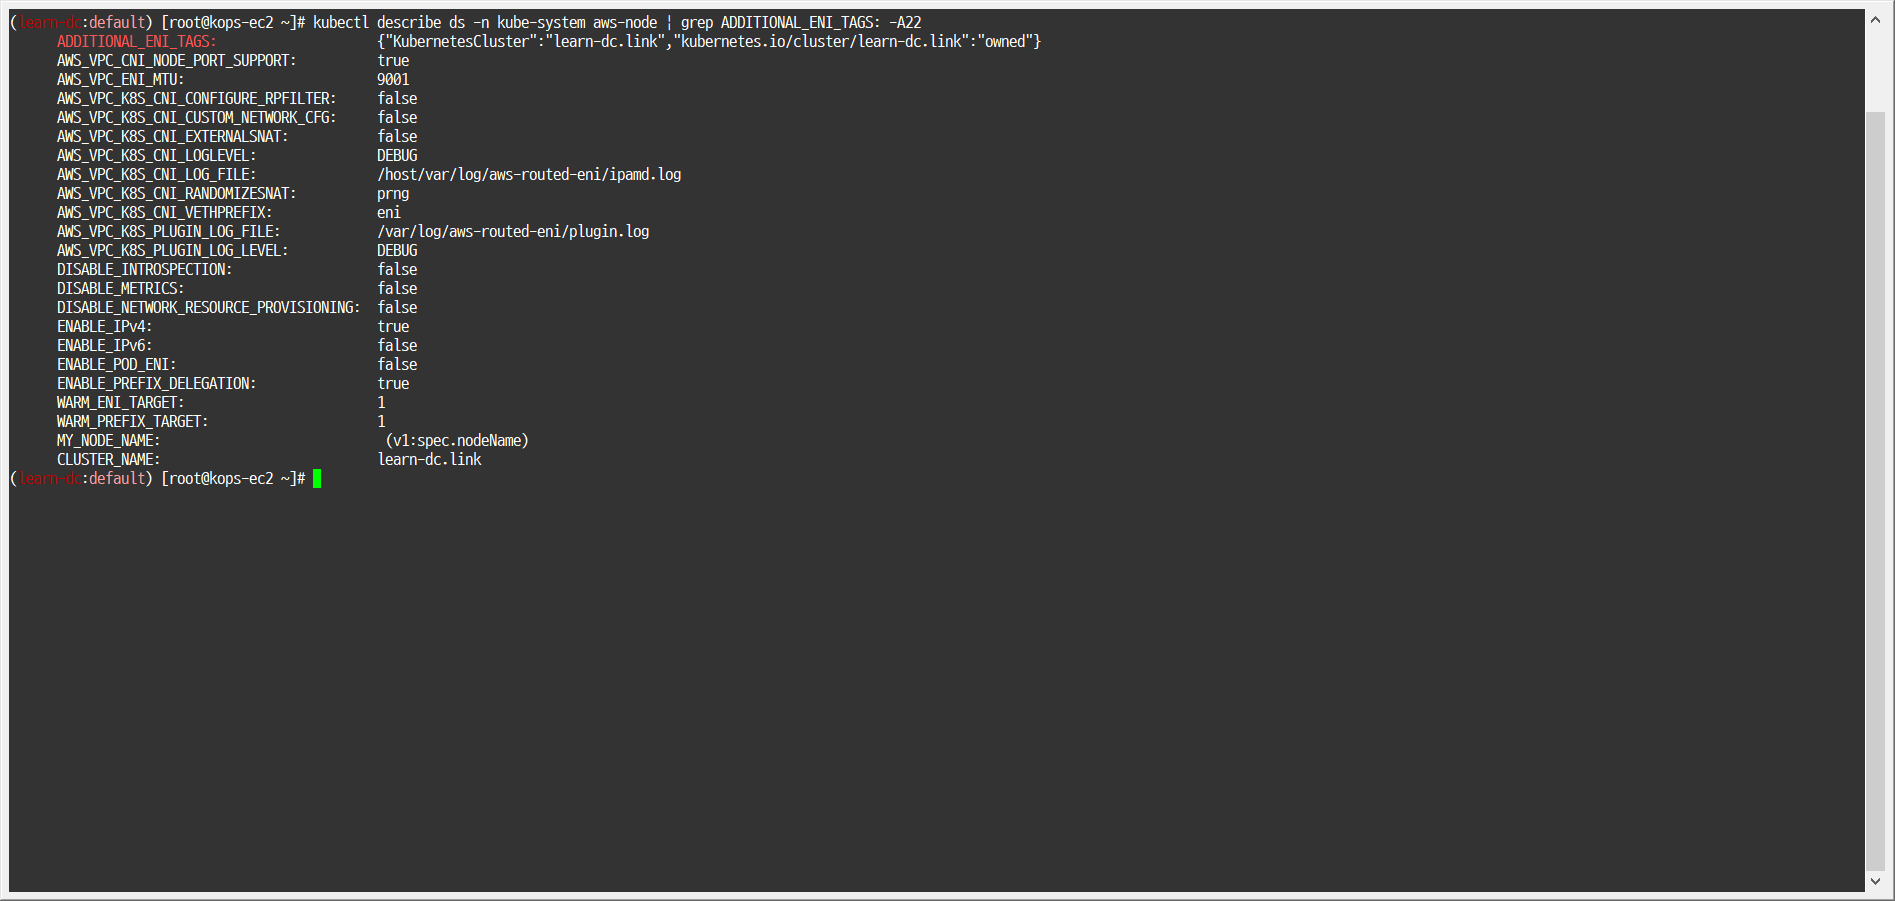 (learn-dc:default) [root@kops-ec2 ~]# kubectl describe ds -n kube-system aws-node | grep ADDITIONAL_ENI_TAGS: -A22
ADDITIONAL_ENI_TAGS: {"KubernetesCluster":"learn-dc.link","kubernetes.io/cluster/learn-dc.link":"owned"}
AWS_VPC_CNI_NODE_PORT_SUPPORT: true
AWS_VPC_ENI_MTU: 9001
AWS_VPC_K8S_CNI_CONFIGURE_RPFILTER: false
AWS_VPC_K8S_CNI_CUSTOM_NETWORK_CFG: false
AWS_VPC_K8S_CNI_EXTERNALSNAT: false
AWS_VPC_K8S_CNI_LOGLEVEL: DEBUG
AWS_VPC_K8S_CNI_LOG_FILE: /host/var/log/aws-routed-eni/ipamd.log
AWS_VPC_K8S_CNI_RANDOMIZESNAT: prng
AWS_VPC_K8S_CNI_VETHPREFIX: eni
AWS_VPC_K8S_PLUGIN_LOG_FILE: /var/log/aws-routed-eni/plugin.log
AWS_VPC_K8S_PLUGIN_LOG_LEVEL: DEBUG
DISABLE_INTROSPECTION: false
DISABLE_METRICS: false
DISABLE_NETWORK_RESOURCE_PROVISIONING: false
ENABLE_IPv4: true
ENABLE_IPv6: false
ENABLE_POD_ENI: false
ENABLE_PREFIX_DELEGATION: true
WARM_ENI_TARGET: 1
WARM_PREFIX_TARGET: 1
MY_NODE_NAME: (v1:spec.nodeName)
CLUSTER_NAME: learn-dc.link
(learn-dc:default) [root@kops-ec2 ~]#